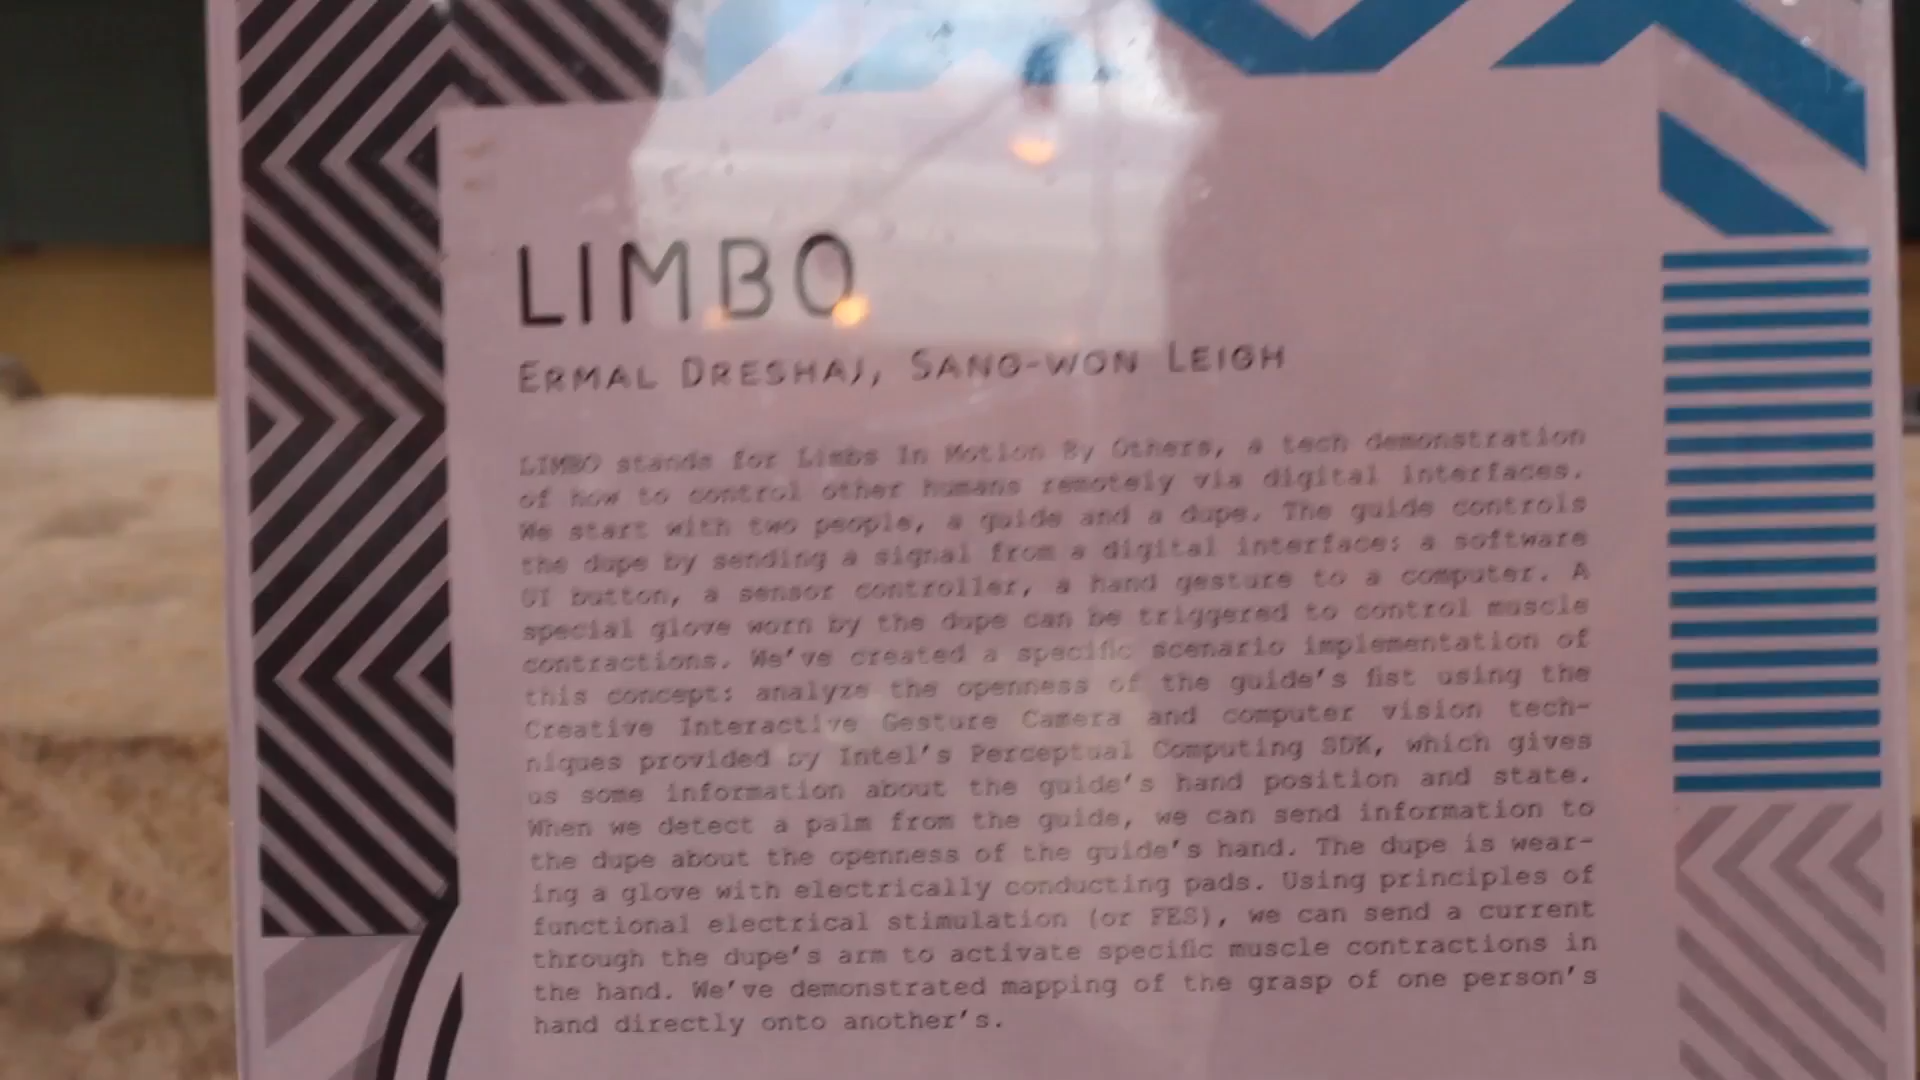 LIMBO
ERMAL DRESHAJ, SANG-WON LEIGH
LIMBO stands for Limbs In Motion By Others, a tech demonstration
of how to control other humans remotely via digital interfaces.
We start with two people, a guide and a dupe. The guide controls
the dupe by sending a signal from a digital interface: a software
UI button, a sensor controller, a hand gesture to a computer. A
special glove worn by the dupe can be triggered to control muscle
contractions. We've created a specific scenario implementation of
this concept: analyze the openness of the guide's fist using the
Creative Interactive Gesture Camera and computer vision tech-
niques provided by Intel's Perceptual Computing SDK, which gives
us some information about the guide's hand position and state.
When we detect a palm from the guide, we can send information to
the dupe about the openness of the guide's hand. The dupe is wear-
ing a glove with electrically conducting pads. Using principles of
functional electrical stimulation (or FES), we can send a current
through the dupe's arm to activate specific muscle contractions in
the hand. We've demonstrated mapping of the grasp of one person's
hand directly onto another's.